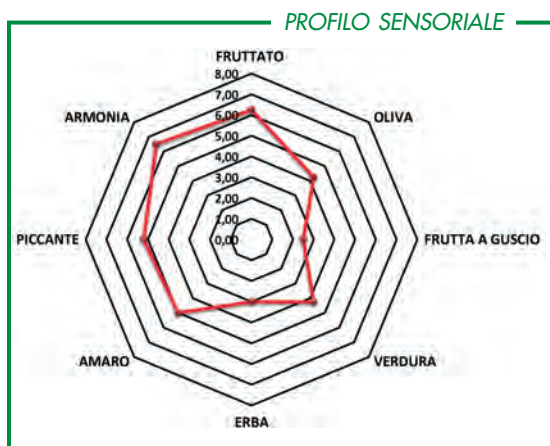 PROFILO SENSORIALE
FRUTTATO
8,00
7,00
6,00
5,00
4,00
3,00
2,00
1,00
0,00
ARMONIA
OLIVA
PICCANTE
FRUTTA A GUSCIO
AMARO
VERDURA
ERBA